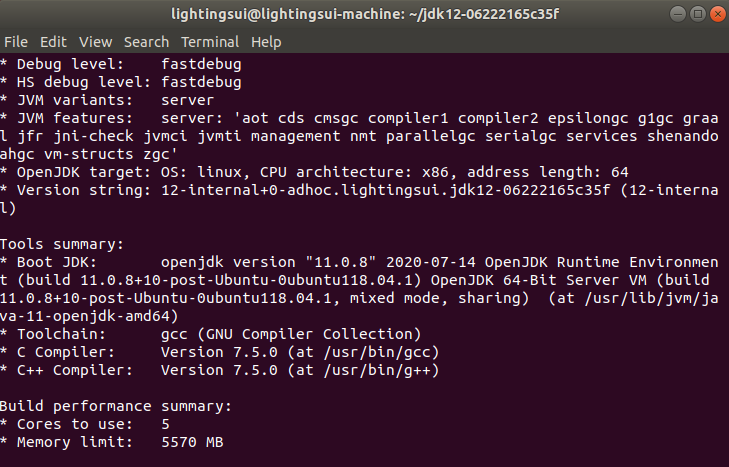 lightingsui@lightingsui-machine: ~/jdk12-06222165c35f
File Edit View Search Terminal Help
* Debug level:    fastdebug
* HS debug level: fastdebug
* JVM variants:   server
* JVM features:   server: 'aot cds cmsgc compiler1 compiler2 epsilongc g1gc graa
l jfr jni-check jvmci jvmti management nmt parallelgc serialgc services shenando
ahgc vm-structs zgc'
* OpenJDK target: OS: linux, CPU architecture: x86, address length: 64
* Version string: 12-internal+0-adhoc.lightingsui.jdk12-06222165c35f (12-interna
l)
Tools summary:
* Boot JDK:       openjdk version "11.0.8" 2020-07-14 OpenJDK Runtime Environmen
t (build 11.0.8+10-post-Ubuntu-0ubuntu118.04.1) OpenJDK 64-Bit Server VM (build
11.0.8+10-post-Ubuntu-0ubuntu118.04.1, mixed mode, sharing)  (at /usr/lib/jvm/ja
va-11-openjdk-amd64)
* Toolchain:      gcc (GNU Compiler Collection)
* C Compiler:     Version 7.5.0 (at /usr/bin/gcc)
* C++ Compiler:   Version 7.5.0 (at /usr/bin/g++)
Build performance summary:
* Cores to use:   5
* Memory limit:   5570 MB